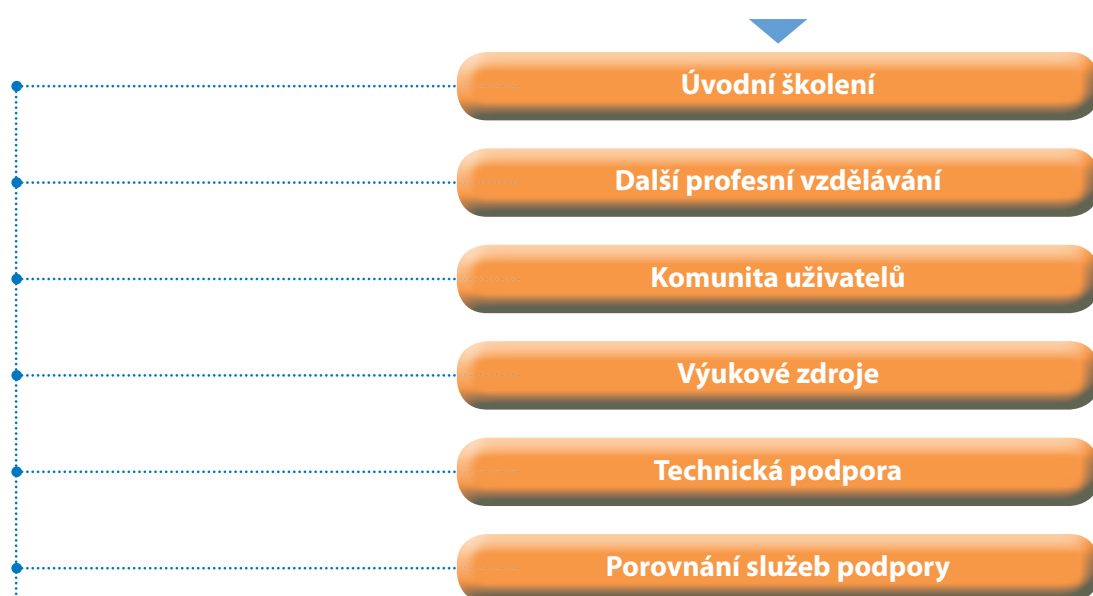 Úvodní školení
Další profesní vzdělávání
Komunita uživatelů
Výukové zdroje
Technická podpora
Porovnání služeb podpory